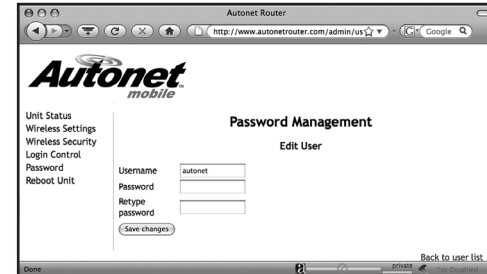 Autonet Router
http://www.autonetrouter.com/admin/us
Google
Autonet
mobile
Unit Status
Wireless Settings
Wireless Security
Login Control
Password
Reboot Unit
Password Management
Edit User
Username autonet
Password
Retype
password
Save changes
Back to user list
Done
private
Tor Disabled